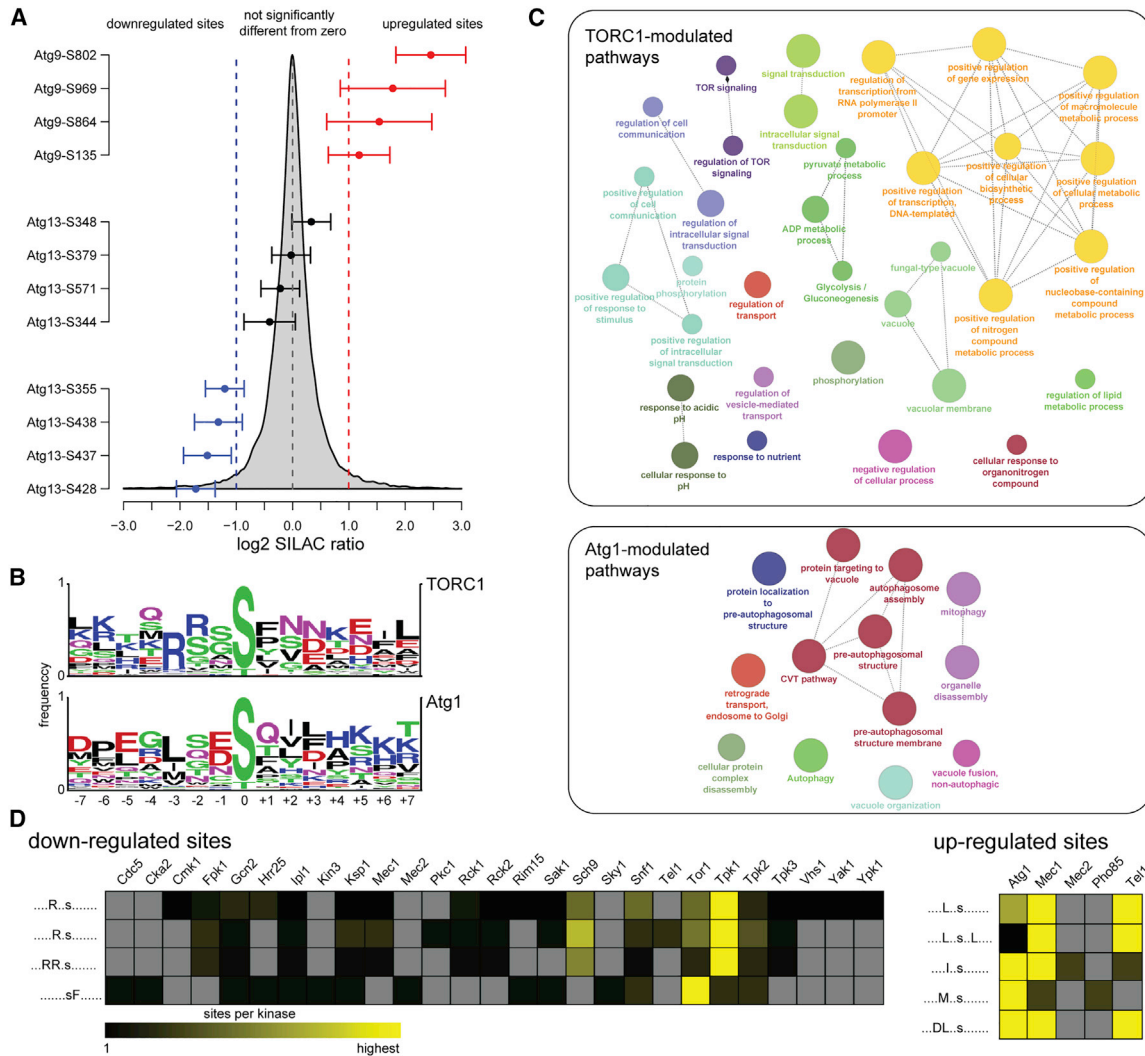 A
downregulated sites
not significantly
different from zero
upregulated sites
Atg9-S802
Atg9-S969
Atg9-S864
Atg9-S135
Atg13-S348
Atg13-S379
Atg13-S571
Atg13-S344
Atg13-S355
Atg13-S438
Atg13-S437
Atg13-S428
-3.0 -2.0 -1.0 0.0 1.0 2.0 3.0
log2 SILAC ratio
B
TORC1
Atg1
frequency
1
0
1
0
-7 -6 -5 -4 -3 -2 -1 0 +1 +2 +3 +4 +5 +6 +7
C
TORC1-modulated
pathways
TOR signaling
regulation of TOR
signaling
regulation of cell
communication
regulation of
intracellular signal
transduction
signal transduction
intracellular signal
transduction
pyruvate metabolic
process
ADP metabolic
process
Glycolysis /
Gluconeogenesis
regulation of
transcription from
RNA polymerase II
promoter
positive regulation
of gene expression
positive regulation
of macromolecule
metabolic process
positive regulation
of transcription,
DNA-templated
positive regulation
of cellular
biosynthetic
process
positive regulation
of cellular metabolic
process
positive regulation
of
nucleobase-containing
compound
metabolic process
positive regulation
of nitrogen
compound
metabolic process
positive regulation
of cell
communication
positive regulation
of response to
stimulus
protein
phosphorylation
positive
regulation of intracellular
signal transduction
regulation of
transport
fungal-type vacuole
vacuole
vacuolar membrane
phosphorylation
regulation of lipid
metabolic process
response to acidic
pH
cellular response to
pH
regulation of
vesicle-mediated
transport
response to nutrient
negative regulation
of cellular process
cellular response to
organonitrogen
compound
Atg1-modulated
pathways
protein localization
to
pre-autophagosomal
structure
protein targeting to
vacuole
autophagosome
assembly
pre-autophagosomal
structure
CVT pathway
pre-autophagosomal
structure membrane
mitophagy
organelle
disassembly
retrograde
transport,
endosome to Golgi
cellular protein
complex
disassembly
Autophagy
vacuole organization
vacuole fusion,
non-autophagic
D
down-regulated sites
Cdc5 Cka2 Cmk1 Fpk1 Gcn2 Hrr25 Ipl1 Kin3 Ksp1 Mec1 Mec2 Pkc1 Rck1 Rck2 Rim15 Sak1 Sch9 Sky1 Snf1 Tel1 Tor1 Tpk1 Tpk2 Tpk3 Vhs1 Yak1 Ypk1
....R..s.......
.....R.s.......
....RR.s.......
.......sF......
sites per kinase
1 highest
up-regulated sites
Atg1 Mec1 Mec2 Pho85 Tel1
....L..s.......
....L..s..L....
....I..s.......
....M..s.......
...DL..s.......